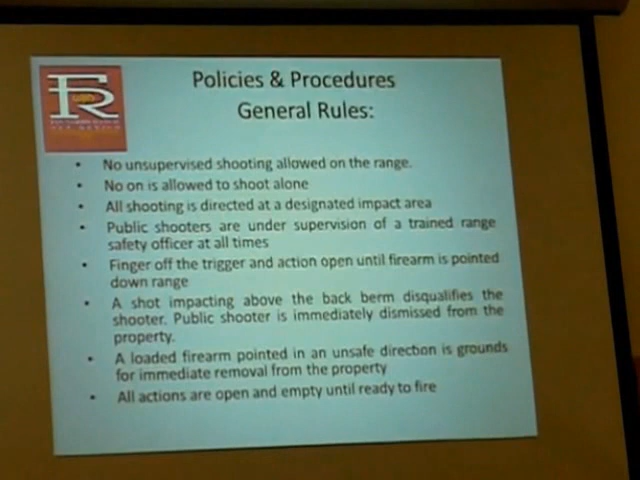 FR
Policies & Procedures
General Rules:
• No unsupervised shooting allowed on the range.
• No on is allowed to shoot alone
• All shooting is directed at a designated impact area
• Public shooters are under supervision of a trained range
safety officer at all times
• Finger off the trigger and action open until firearm is pointed
down range
• A shot impacting above the back berm disqualifies the
shooter. Public shooter is immediately dismissed from the
property.
• A loaded firearm pointed in an unsafe direction is grounds
for immediate removal from the property
• All actions are open and empty until ready to fire